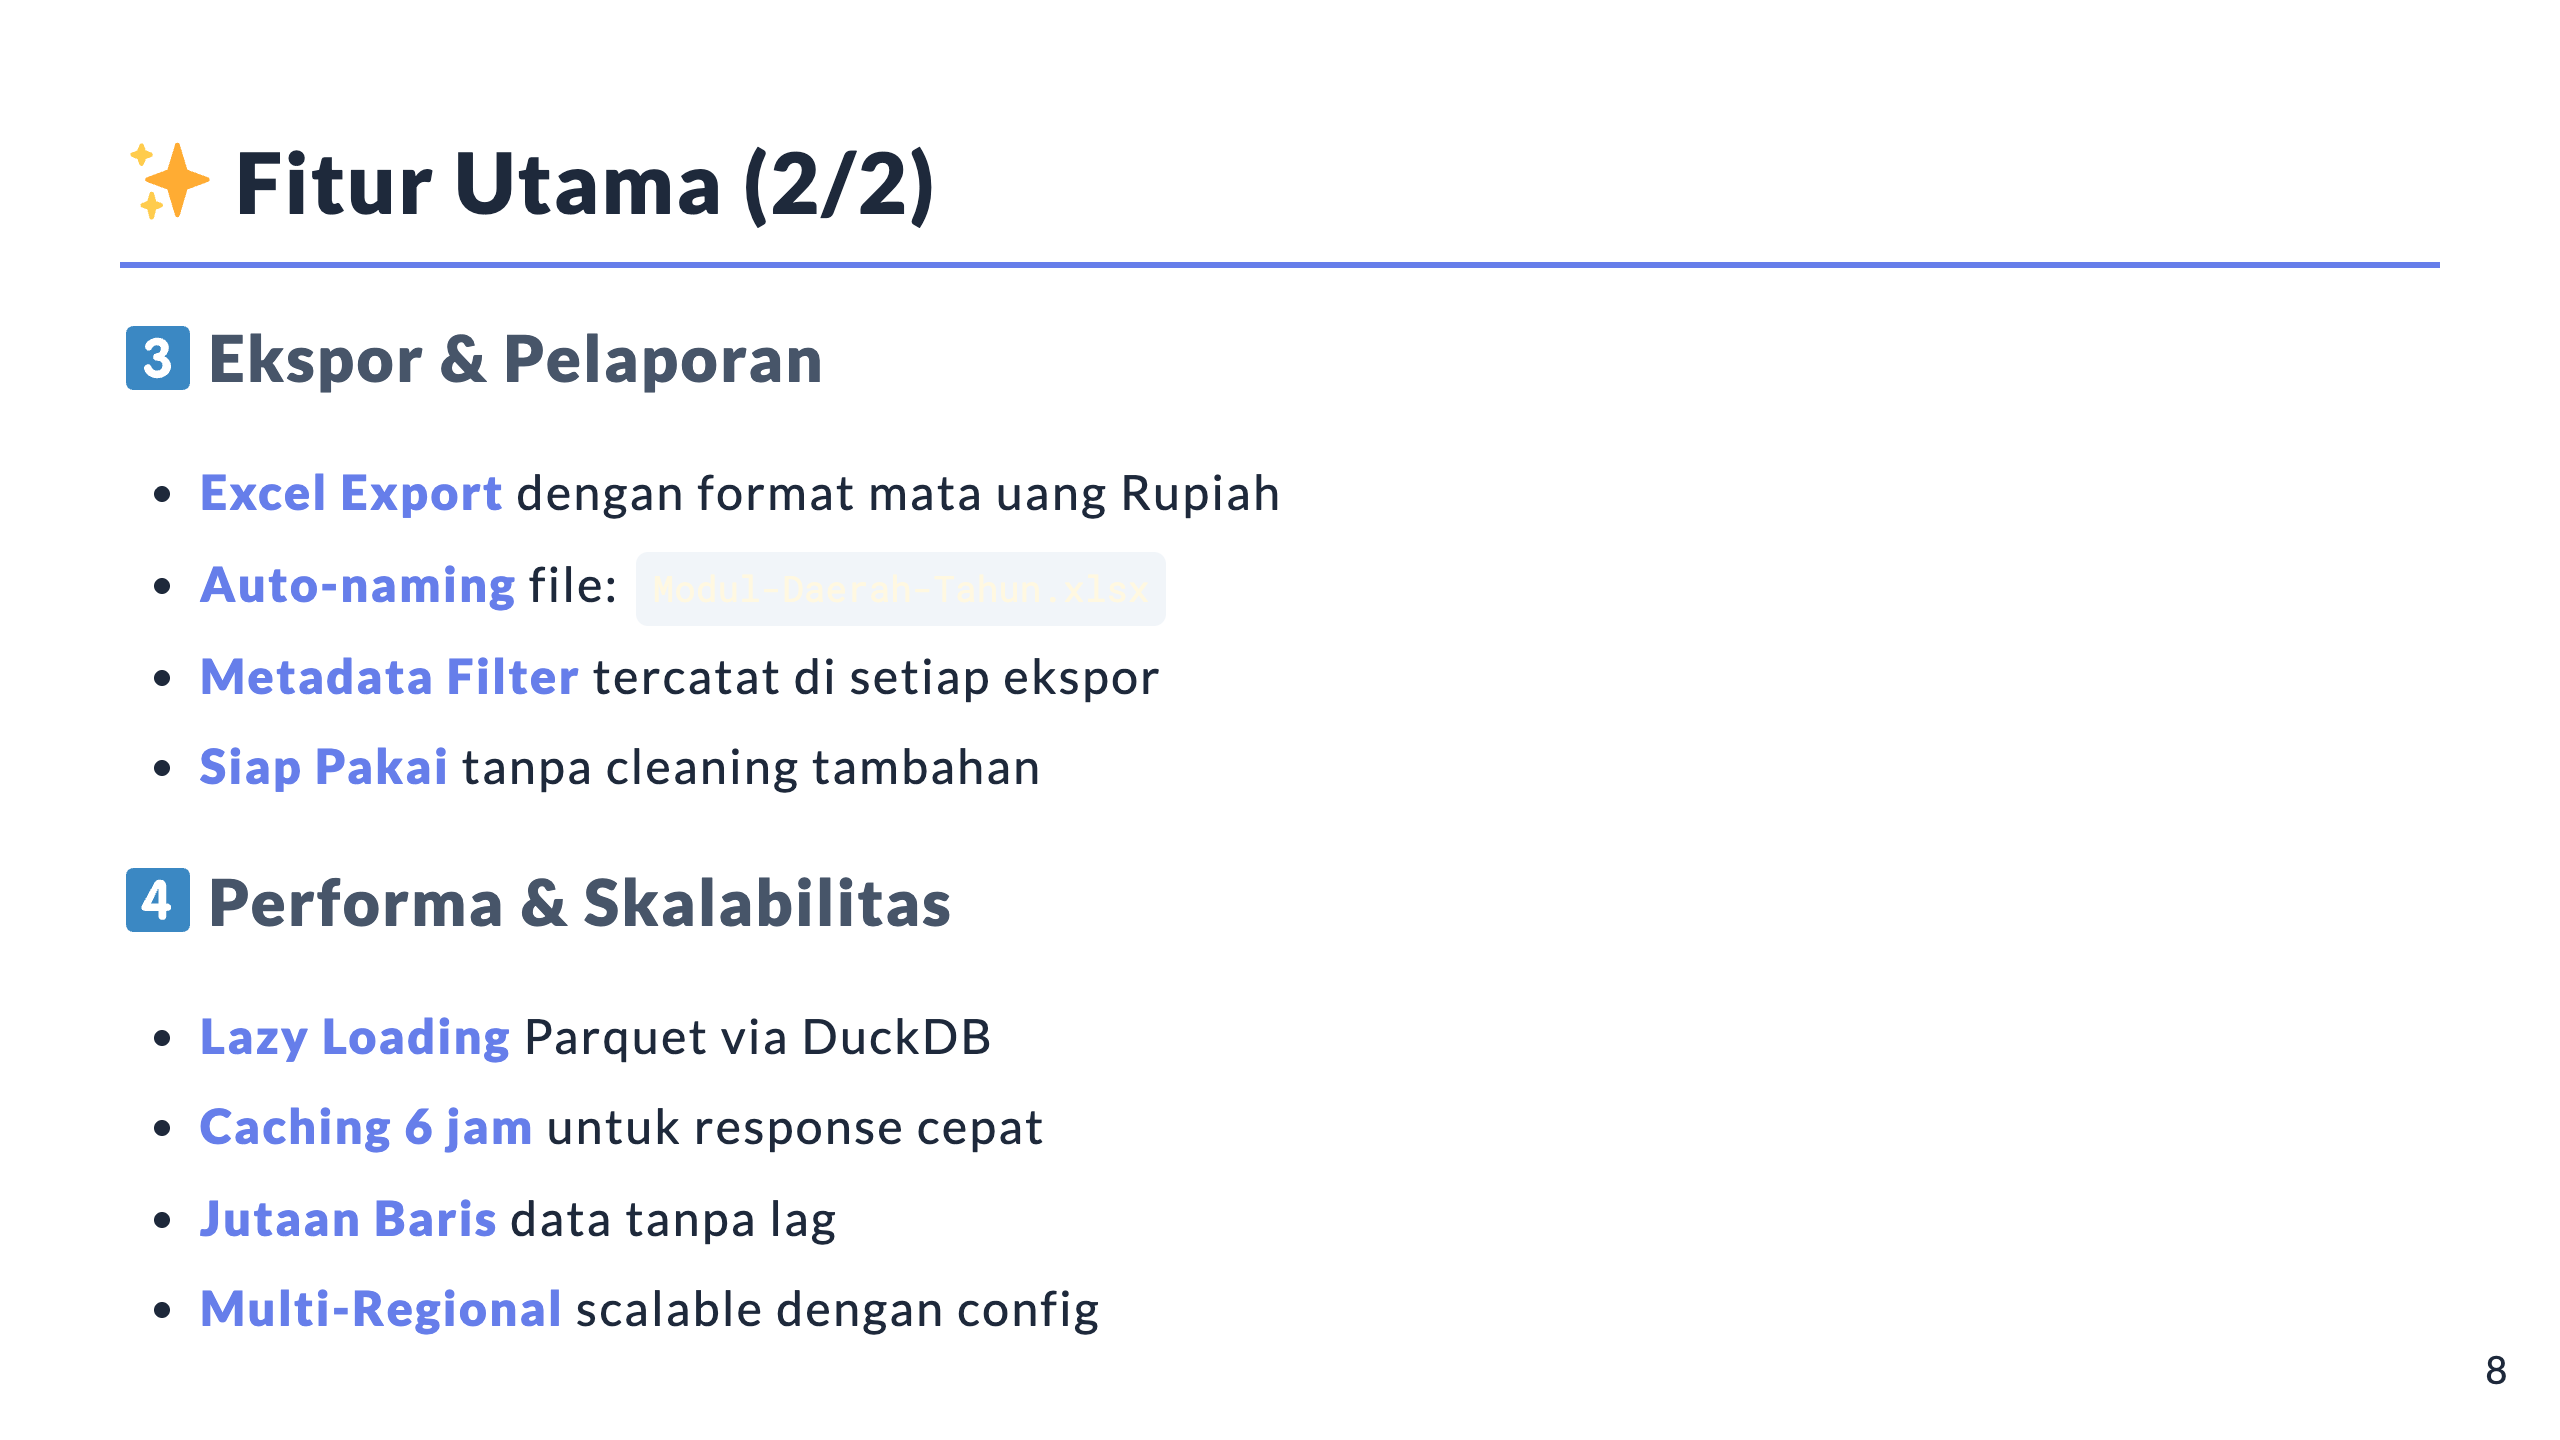 ✨ Fitur Utama (2/2)
3 Ekspor & Pelaporan
• Excel Export dengan format mata uang Rupiah
• Auto-naming file: Modul-Daerah-Tahun.xlsx
• Metadata Filter tercatat di setiap ekspor
• Siap Pakai tanpa cleaning tambahan
4 Performa & Skalabilitas
• Lazy Loading Parquet via DuckDB
• Caching 6 jam untuk response cepat
• Jutaan Baris data tanpa lag
• Multi-Regional scalable dengan config
8